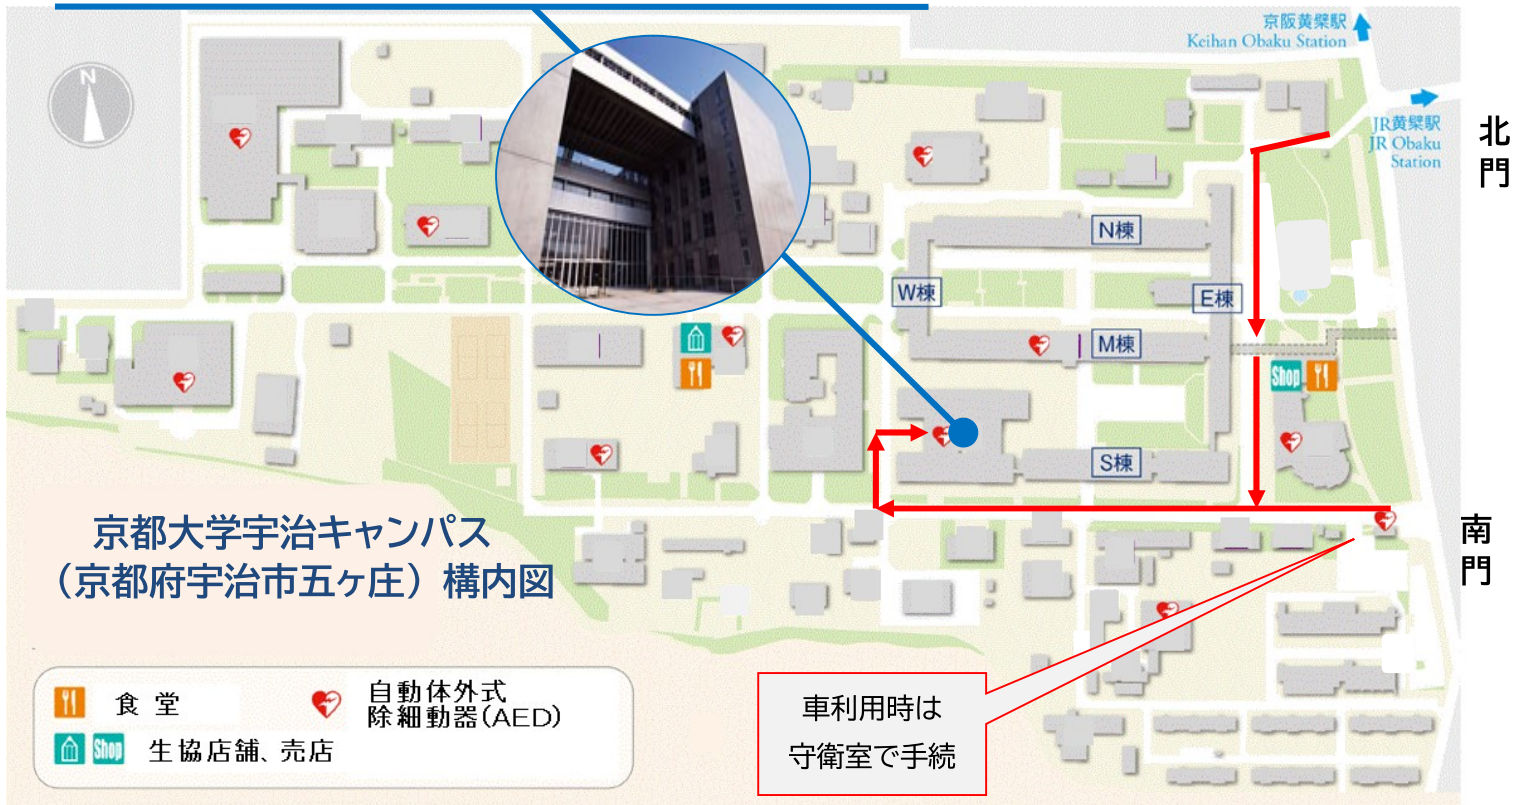 京阪黄檗駅
Keihan Obaku Station
N
JR黄檗駅
JR Obaku
Station
北
門
N棟
W棟
E棟
M棟
Shop
S棟
京都大学宇治キャンパス
（京都府宇治市五ヶ庄）構内図
南
門
食 堂
自動体外式
除細動器(AED)
Shop
生協店舗、売店
車利用時は
守衛室で手続